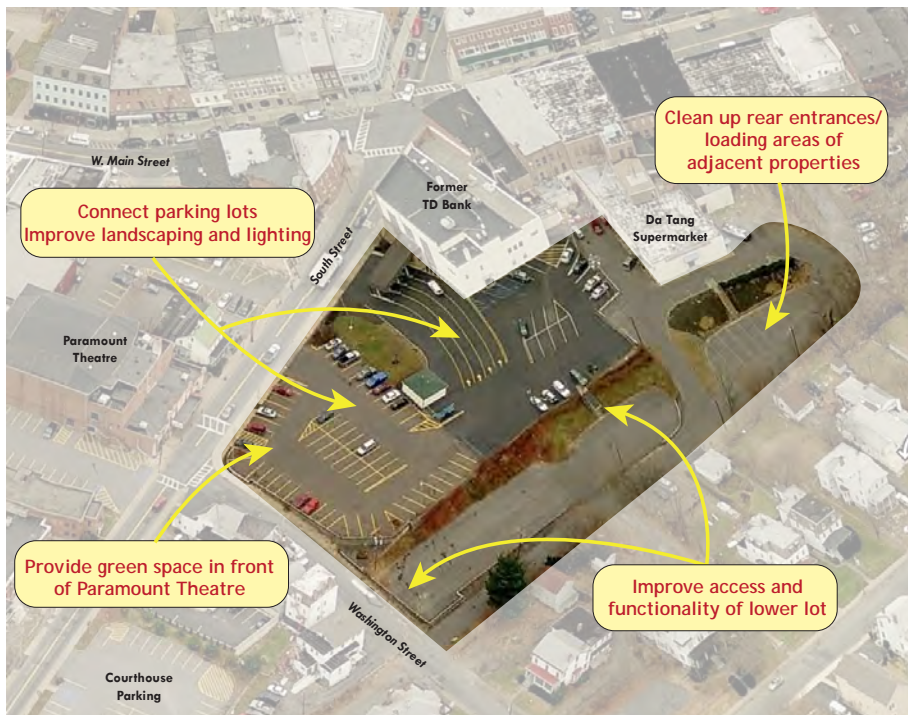 Clean up rear entrances/
loading areas of
adjacent properties
W. Main Street
Former
TD Bank
Connect parking lots
Improve landscaping and lighting
Da Tang
Supermarket
South Street
Paramount
Theatre
Provide green space in front
of Paramount Theatre
Improve access and
functionality of lower lot
Washington Street
Courthouse
Parking